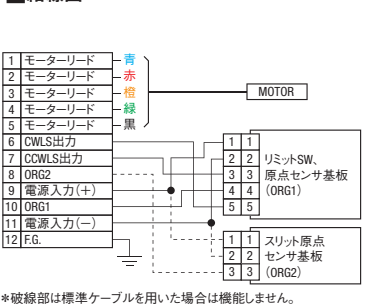 1 モーターリード 青
2 モーターリード 赤
3 モーターリード 橙
4 モーターリード 緑
5 モーターリード 黒
MOTOR
6 CWLS出力
7 CCWLS出力
8 ORG2
9 電源入力(+)
10 ORG1
11 電源入力(−)
12 F.G.
1 1
2 2
3 3
4 4
5 5
リミットSW、
原点センサ基板
(ORG1)
1 1
2 2
3 3
スリット原点
センサ基板
(ORG2)
*破線部は標準ケーブルを用いた場合は機能しません。